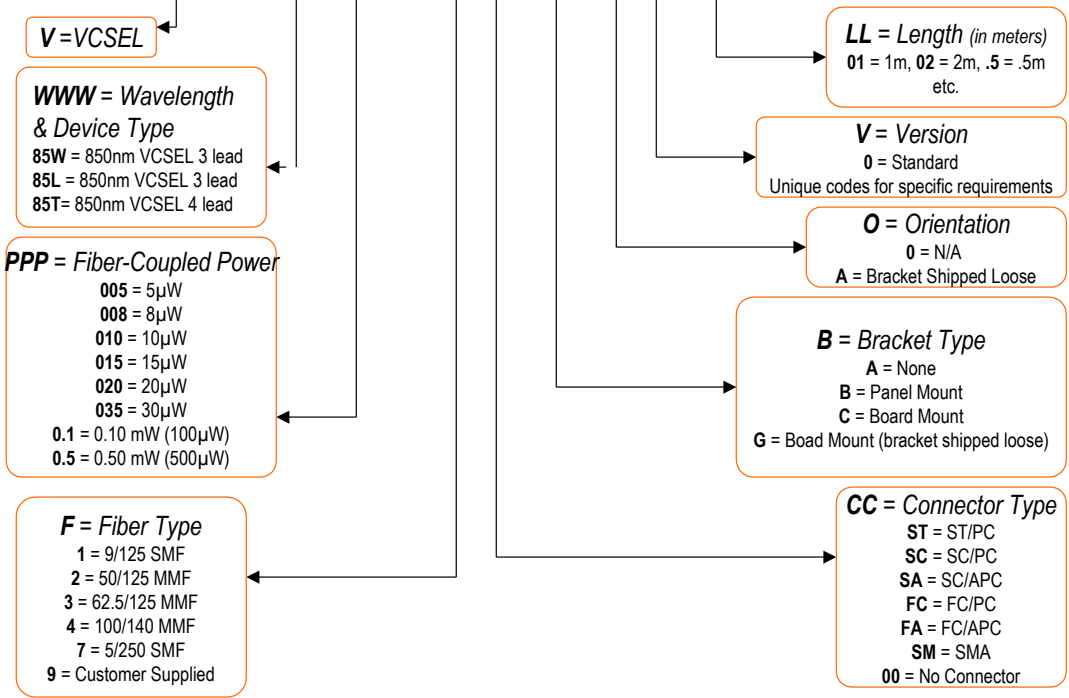 V =VCSEL
WWW = Wavelength
& Device Type
85W = 850nm VCSEL 3 lead
85L = 850nm VCSEL 3 lead
85T= 850nm VCSEL 4 lead
PPP = Fiber-Coupled Power
005 = 5µW
008 = 8µW
010 = 10µW
015 = 15µW
020 = 20µW
035 = 30µW
0.1 = 0.10 mW (100µW)
0.5 = 0.50 mW (500µW)
F = Fiber Type
1 = 9/125 SMF
2 = 50/125 MMF
3 = 62.5/125 MMF
4 = 100/140 MMF
7 = 5/250 SMF
9 = Customer Supplied
LL = Length (in meters)
01 = 1m, 02 = 2m, .5 = .5m
etc.
V = Version
0 = Standard
Unique codes for specific requirements
O = Orientation
0 = N/A
A = Bracket Shipped Loose
B = Bracket Type
A = None
B = Panel Mount
C = Board Mount
G = Boad Mount (bracket shipped loose)
CC = Connector Type
ST = ST/PC
SC = SC/PC
SA = SC/APC
FC = FC/PC
FA = FC/APC
SM = SMA
00 = No Connector